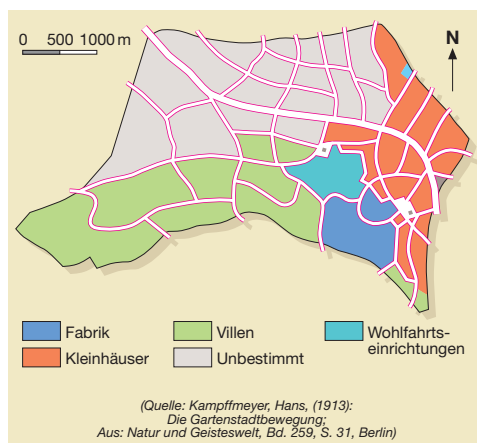 0 500 1000 m
N
Fabrik
Kleinhäuser
Villen
Unbestimmt
Wohlfahrts-
einrichtungen
(Quelle: Kampffmeyer, Hans, (1913):
Die Gartenstadtbewegung;
Aus: Natur und Geisteswelt, Bd. 259, S. 31, Berlin)